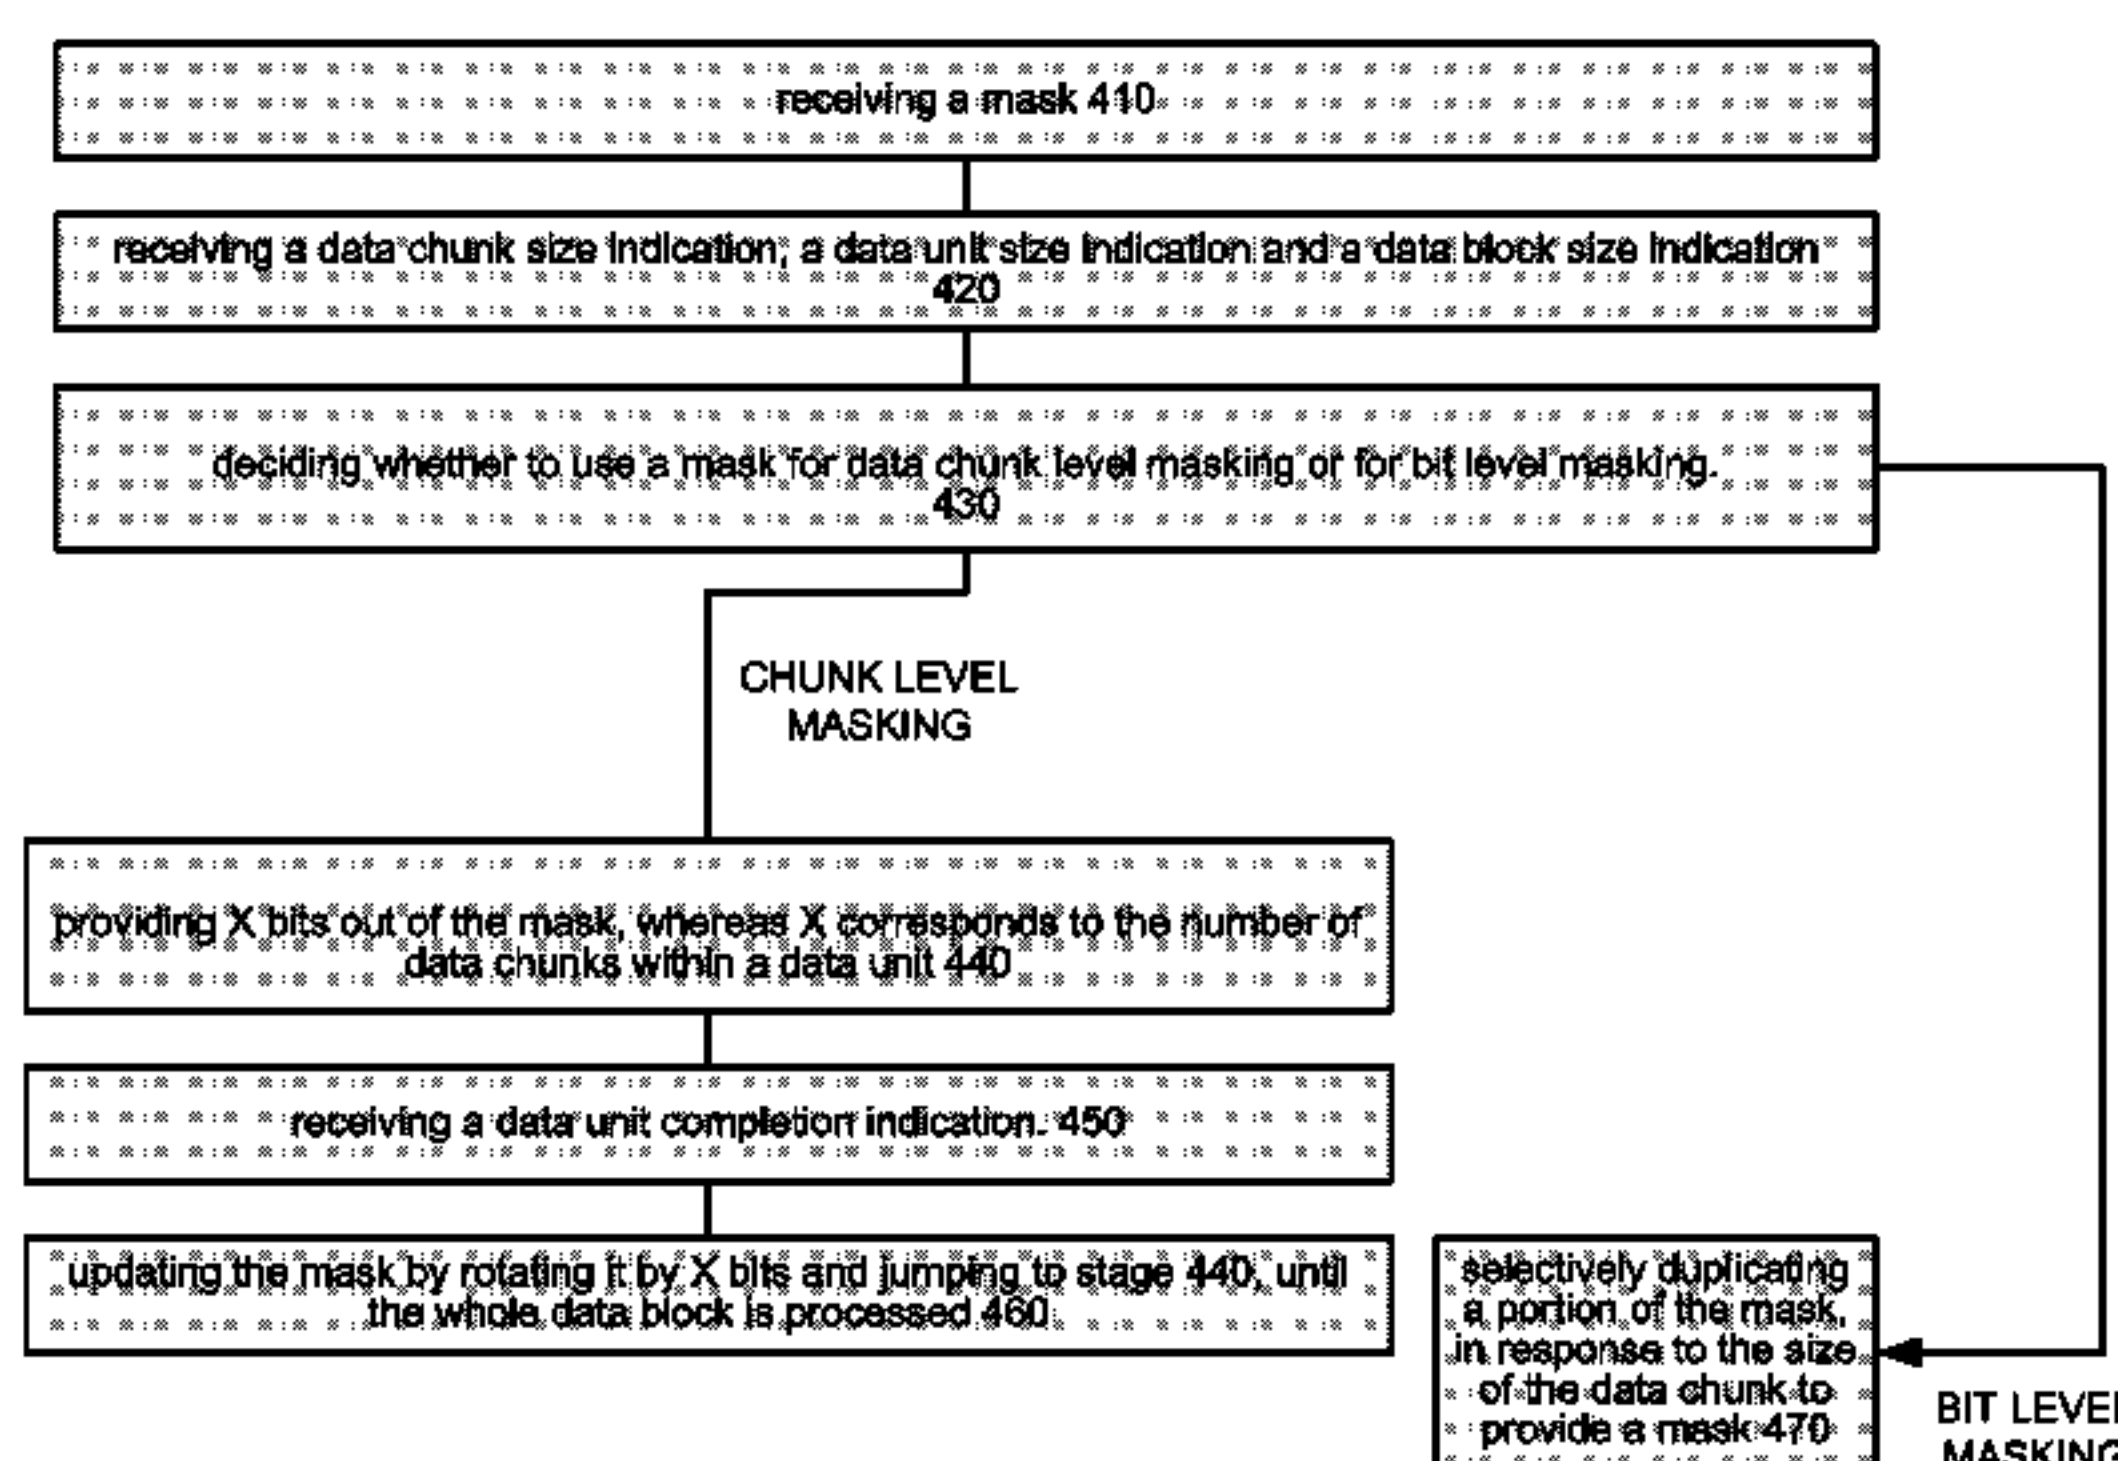 receiving a mask 410
receiving a data chunk size indication, a data unit size indication and a data block size indication
420
deciding whether to use a mask for data chunk level masking or for bit level masking.
430
CHUNK LEVEL
MASKING
providing X bits out of the mask, whereas X corresponds to the number of
data chunks within a data unit 440
receiving a data unit completion indication. 450
updating the mask by rotating it by X bits and jumping to stage 440, until
the whole data block is processed 460
selectively duplicating
a portion of the mask,
in response to the size
of the data chunk to
provide a mask 470
BIT LEVEL
MASKING